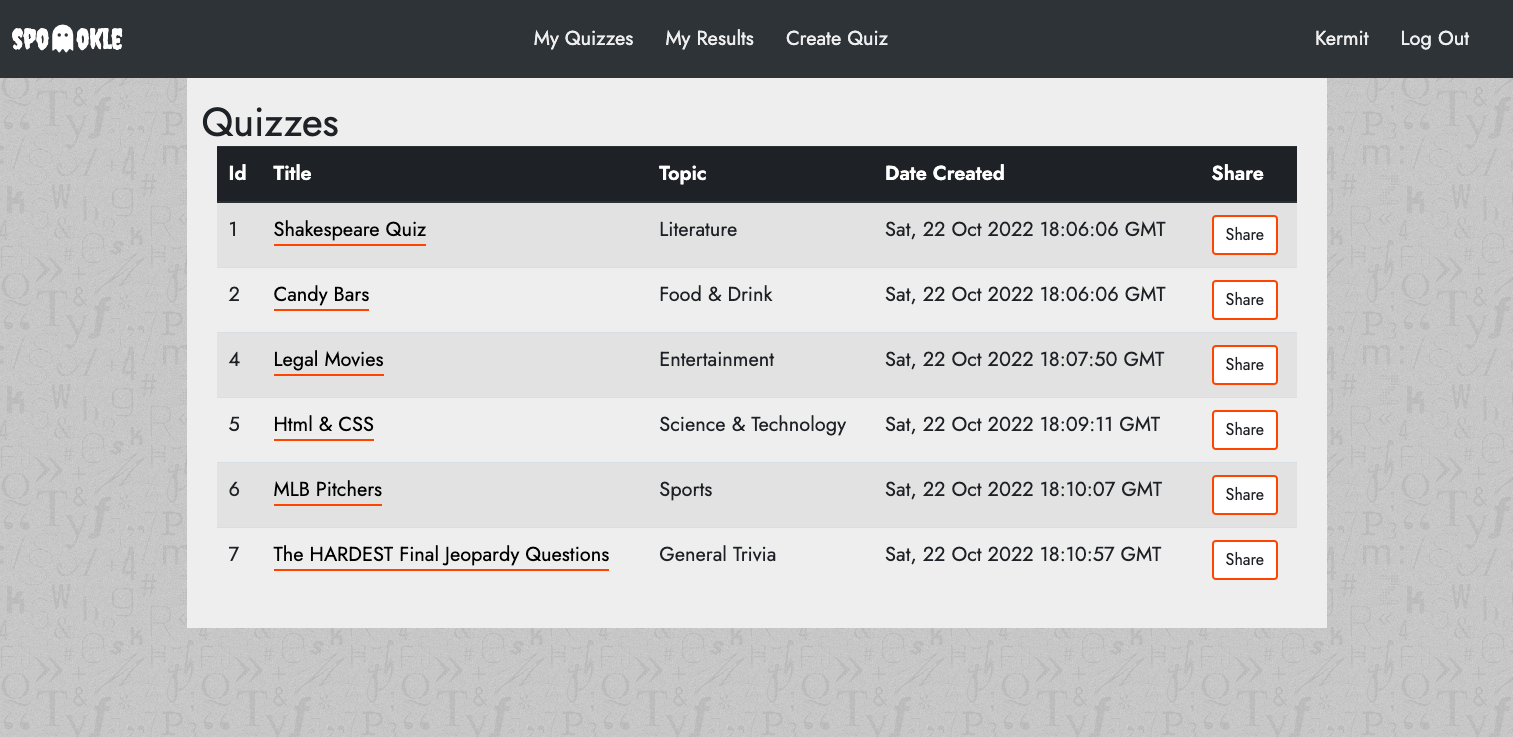 SPOOKLE My Quizzes My Results Create Quiz Kermit Log Out
Quizzes
Id Title Topic Date Created Share
1 Shakespeare Quiz Literature Sat, 22 Oct 2022 18:06:06 GMT Share
2 Candy Bars Food & Drink Sat, 22 Oct 2022 18:06:06 GMT Share
4 Legal Movies Entertainment Sat, 22 Oct 2022 18:07:50 GMT Share
5 Html & CSS Science & Technology Sat, 22 Oct 2022 18:09:11 GMT Share
6 MLB Pitchers Sports Sat, 22 Oct 2022 18:10:07 GMT Share
7 The HARDEST Final Jeopardy Questions General Trivia Sat, 22 Oct 2022 18:10:57 GMT Share